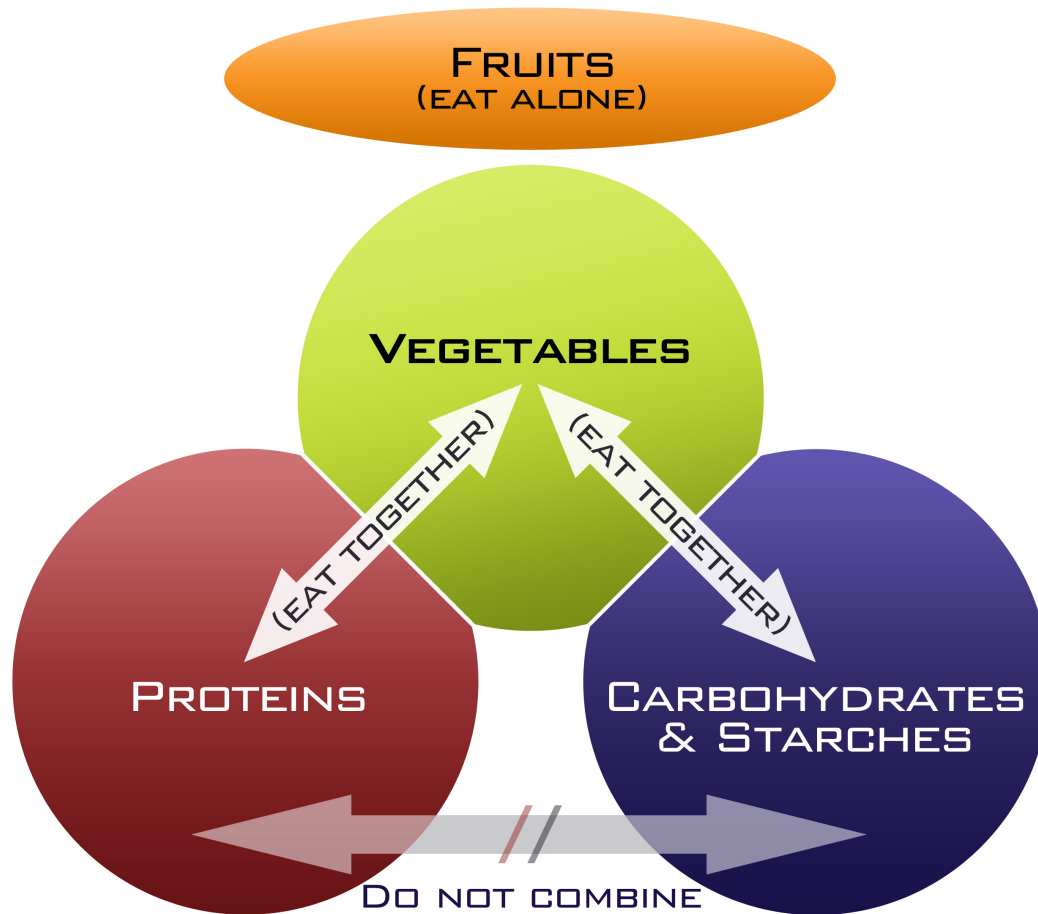 FRUITS
(EAT ALONE)
VEGETABLES
(EAT TOGETHER)
(EAT TOGETHER)
PROTEINS
CARBOHYDRATES
& STARCHES
DO NOT COMBINE